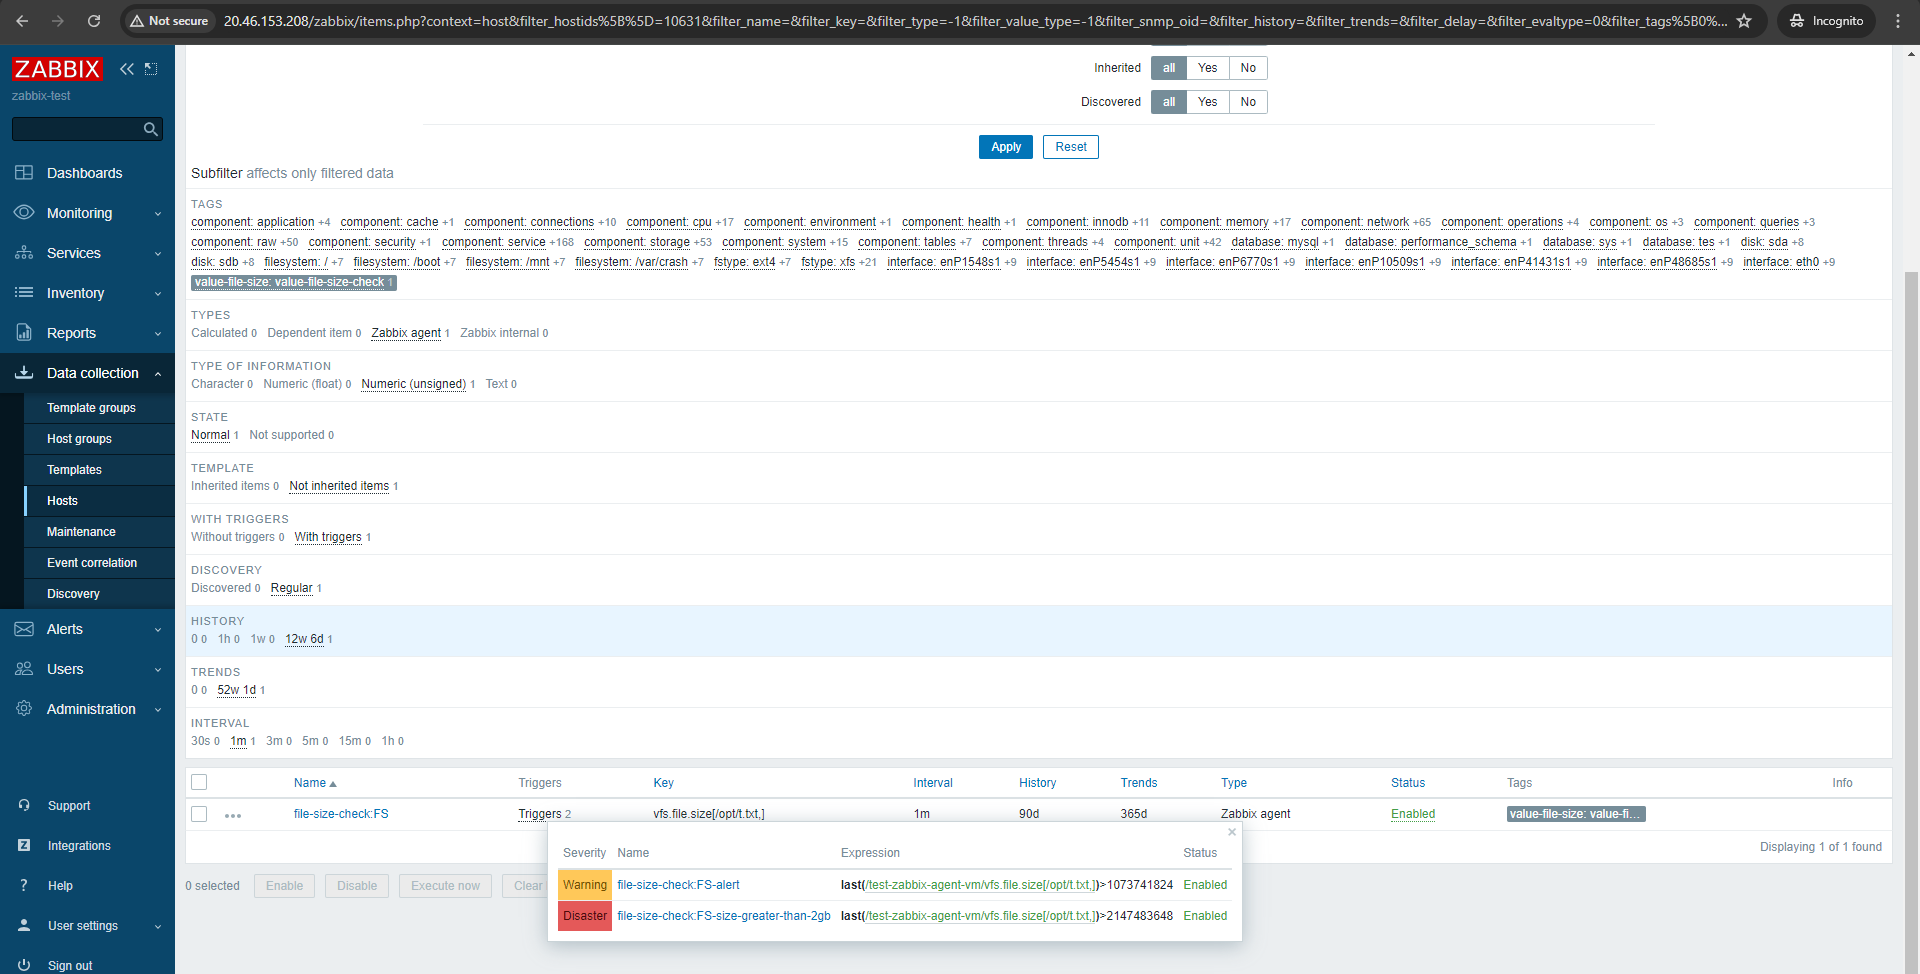 Not secure 20.46.153.208/zabbix/items.php?context=host&filter_hostids%5B%5D=10631&filter_name=&filter_key=&filter_type=-1&filter_value_type=-1&filter_snmp_oid=&filter_history=&filter_trends=&filter_delay=&filter_evaltype=0&filter_tags%5B0%... Incognito
ZABBIX
zabbix-test
Dashboards
Monitoring
Services
Inventory
Reports
Data collection
Template groups
Host groups
Templates
Hosts
Maintenance
Event correlation
Discovery
Alerts
Users
Administration
Support
Integrations
Help
User settings
Sign out
Inherited all Yes No
Discovered all Yes No
Apply Reset
Subfilter affects only filtered data
TAGS
component: application +4 component: cache +1 component: connections +10 component: cpu +17 component: environment +1 component: health +1 component: innodb +11 component: memory +17 component: network +65 component: operations +4 component: os +3 component: queries +3
component: raw +50 component: security +1 component: service +168 component: storage +53 component: system +15 component: tables +7 component: threads +4 component: unit +42 database: mysql +1 database: performance_schema +1 database: sys +1 database: tes +1 disk: sda +8
disk: sdb +8 filesystem: / +7 filesystem: /boot +7 filesystem: /mnt +7 filesystem: /var/crash +7 fstype: ext4 +7 fstype: xfs +21 interface: enP1548s1 +9 interface: enP5454s1 +9 interface: enP6770s1 +9 interface: enP10509s1 +9 interface: enP41431s1 +9 interface: enP48685s1 +9 interface: eth0 +9
value-file-size: value-file-size-check 1
TYPES
Calculated 0 Dependent item 0 Zabbix agent 1 Zabbix internal 0
TYPE OF INFORMATION
Character 0 Numeric (float) 0 Numeric (unsigned) 1 Text 0
STATE
Normal 1 Not supported 0
TEMPLATE
Inherited items 0 Not inherited items 1
WITH TRIGGERS
Without triggers 0 With triggers 1
DISCOVERY
Discovered 0 Regular 1
HISTORY
0 0 1h 0 1w 0 12w 6d 1
TRENDS
0 0 52w 1d 1
INTERVAL
30s 0 1m 1 3m 0 5m 0 15m 0 1h 0
Name Triggers Key Interval History Trends Type Status Tags Info
file-size-check:FS Triggers 2 vfs.file.size[/opt/t.txt,] 1m 90d 365d Zabbix agent Enabled value-file-size: value-fi...
Displaying 1 of 1 found
0 selected Enable Disable Execute now Clear
Severity Name Expression Status
Warning file-size-check:FS-alert last(/test-zabbix-agent-vm/vfs.file.size[/opt/t.txt,])>1073741824 Enabled
Disaster file-size-check:FS-size-greater-than-2gb last(/test-zabbix-agent-vm/vfs.file.size[/opt/t.txt,])>2147483648 Enabled